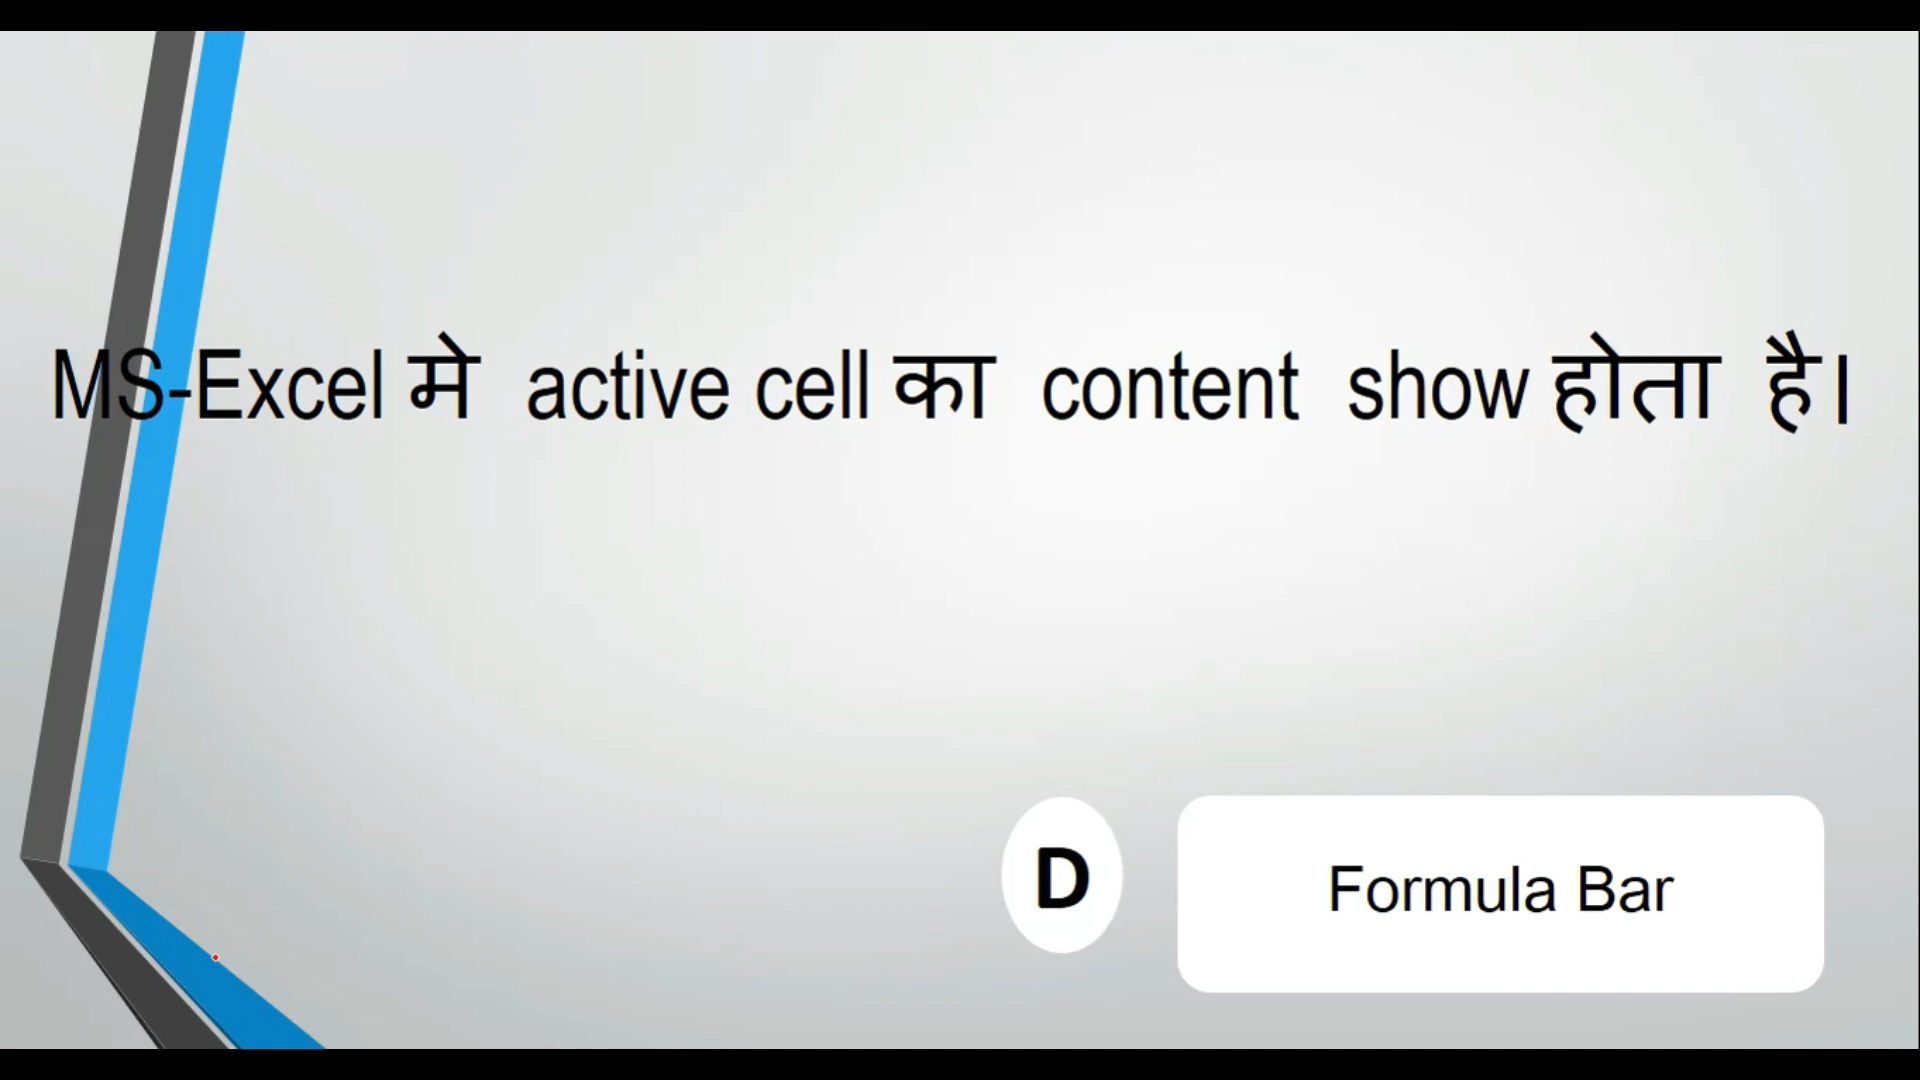 MS-Excel मे active cell का content show होता है।
D
Formula Bar